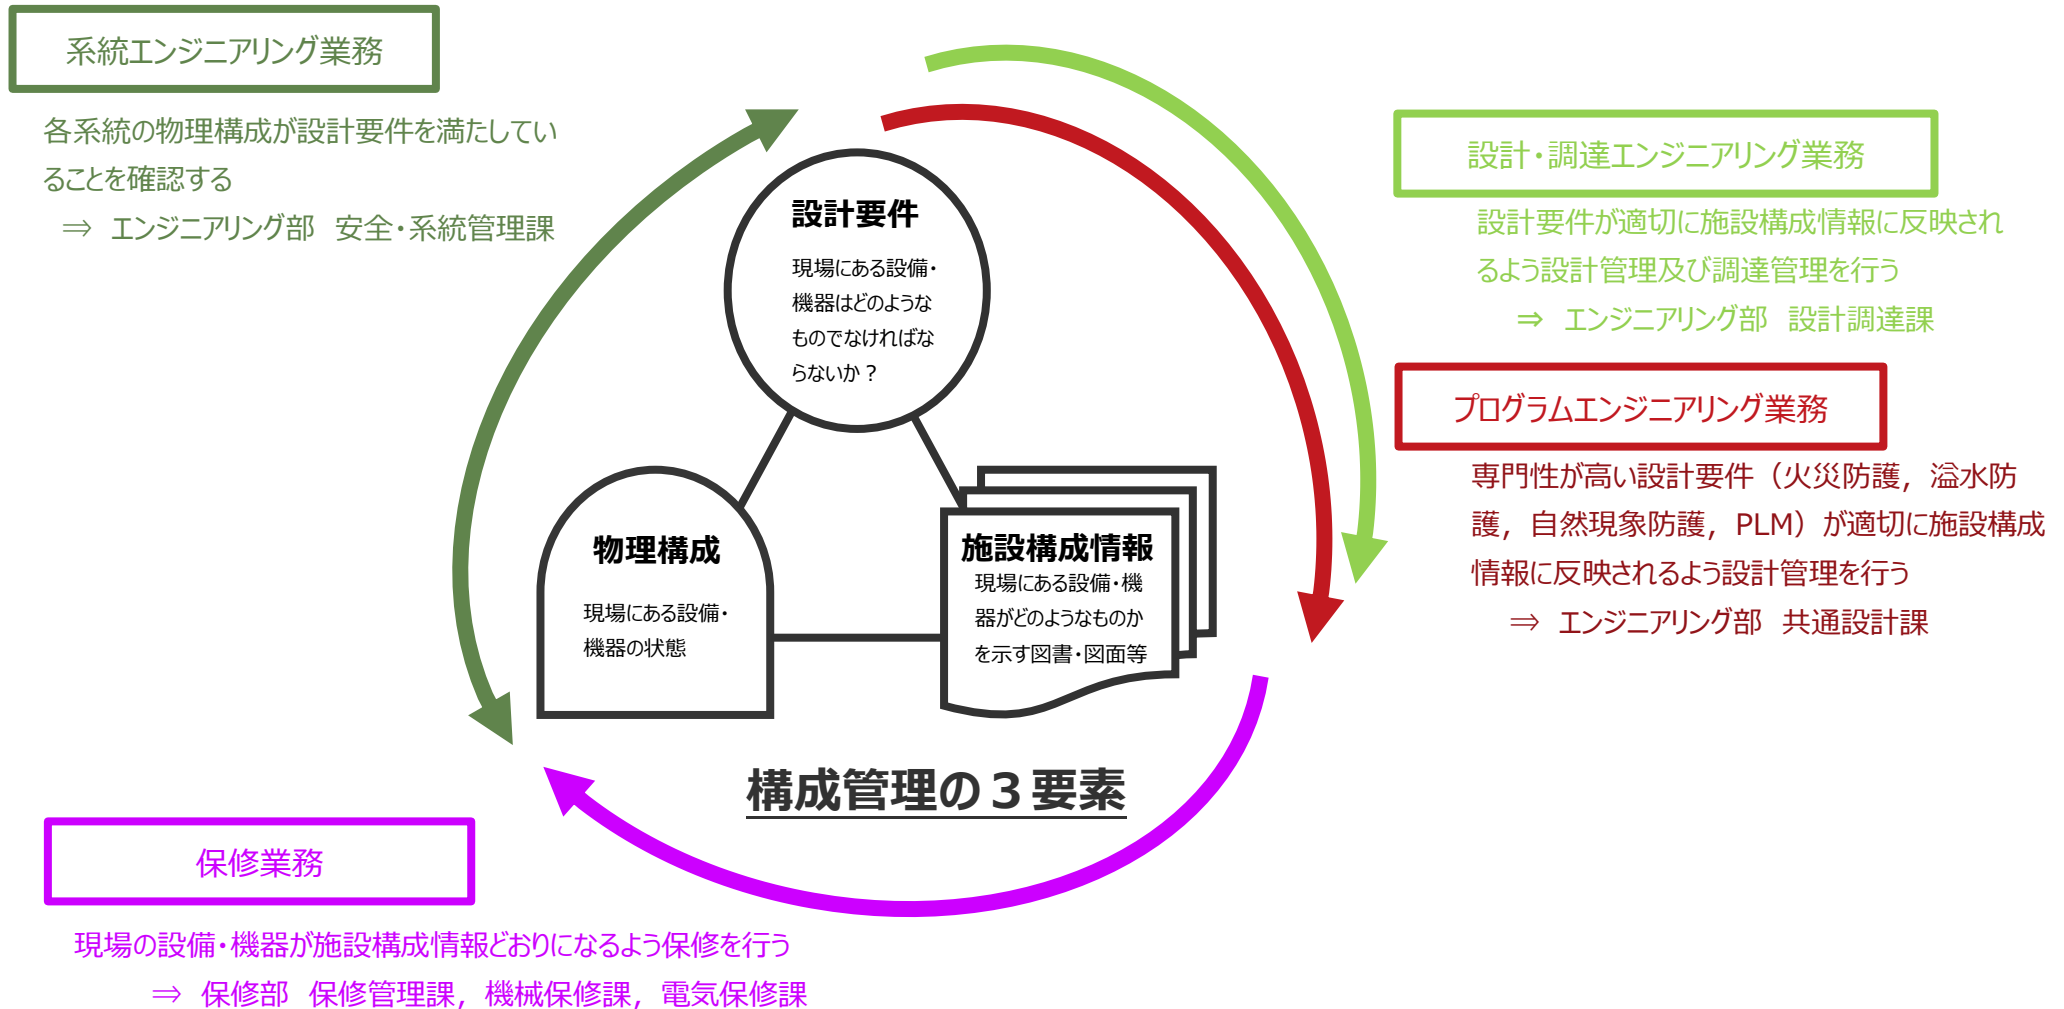 系統エンジニアリング業務
各系統の物理構成が設計要件を満たしてい
ることを確認する
⇒ エンジニアリング部 安全・系統管理課
設計・調達エンジニアリング業務
設計要件が適切に施設構成情報に反映され
るよう設計管理及び調達管理を行う
⇒ エンジニアリング部 設計調達課
プログラムエンジニアリング業務
専門性が高い設計要件（火災防護，溢水防
護，自然現象防護，PLM）が適切に施設構成
情報に反映されるよう設計管理を行う
⇒ エンジニアリング部 共通設計課
設計要件
現場にある設備・
機器はどのような
ものでなければな
らないか？
物理構成
現場にある設備・
機器の状態
施設構成情報
現場にある設備・機
器がどのようなものか
を示す図書・図面等
構成管理の３要素
保修業務
現場の設備・機器が施設構成情報どおりになるよう保修を行う
⇒ 保修部 保修管理課，機械保修課，電気保修課